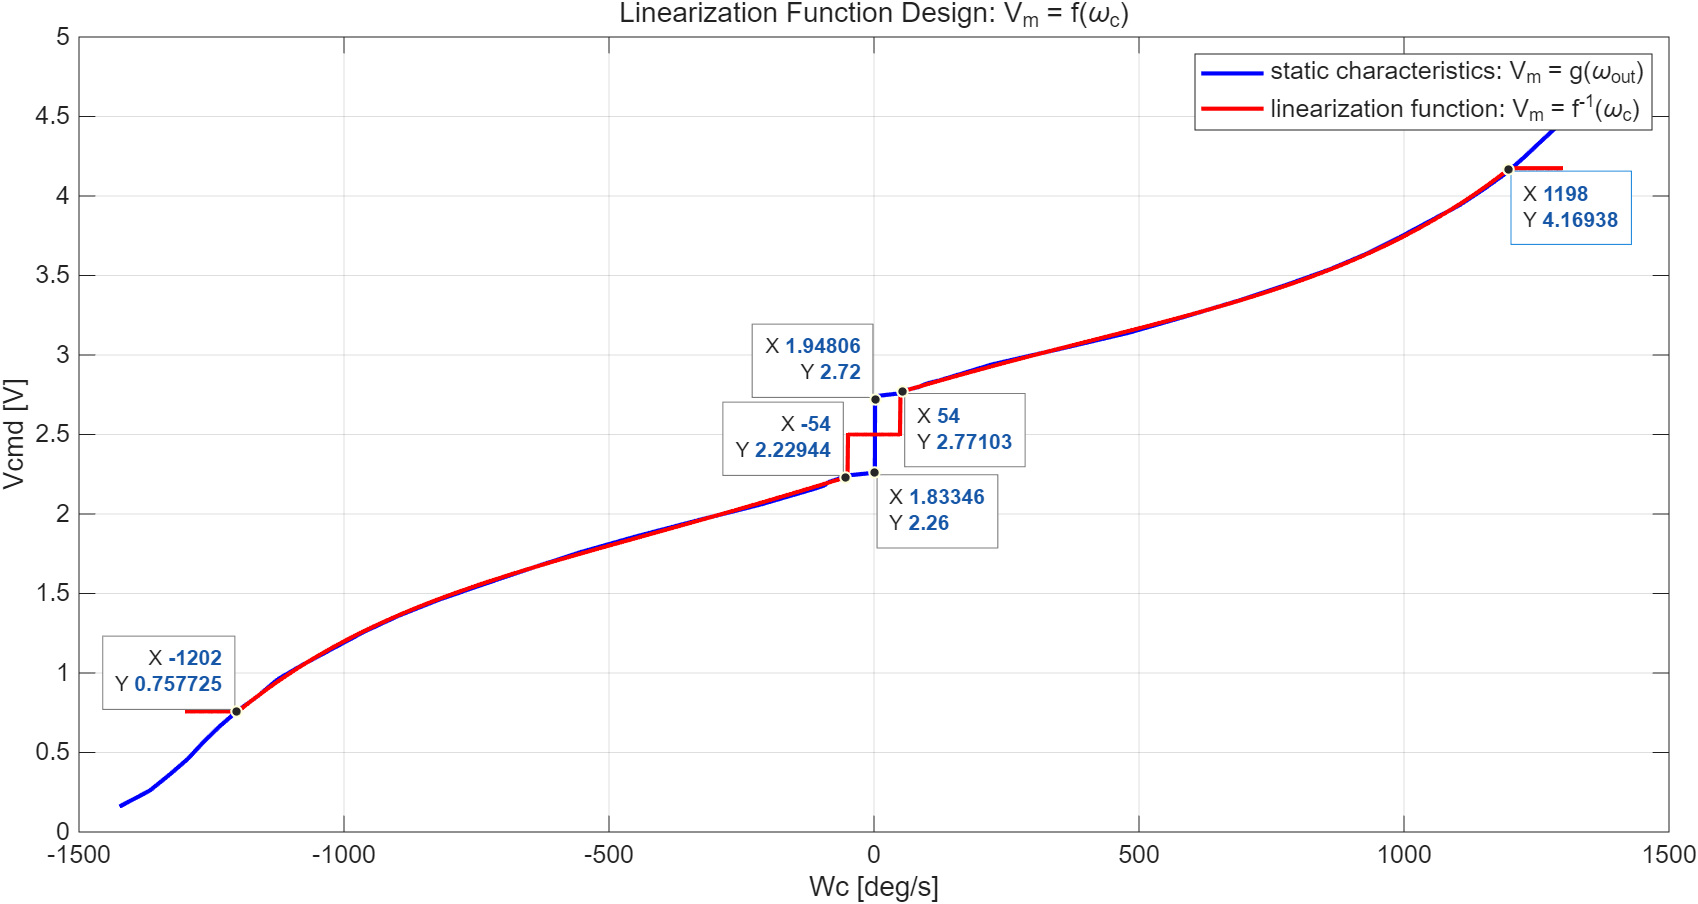 Linearization Function Design: Vₘ = f(ω_c)
5
4.5
4
3.5
3
2.5
2
1.5
1
0.5
0
Vcmd [V]
static characteristics: Vₘ = g(ω_out)
linearization function: Vₘ = f⁻¹(ω_c)
X 1198
Y 4.16938
X 1.94806
Y 2.72
X -54
Y 2.22944
X 54
Y 2.77103
X 1.83346
Y 2.26
X -1202
Y 0.757725
-1500 -1000 -500 0 500 1000 1500
Wc [deg/s]